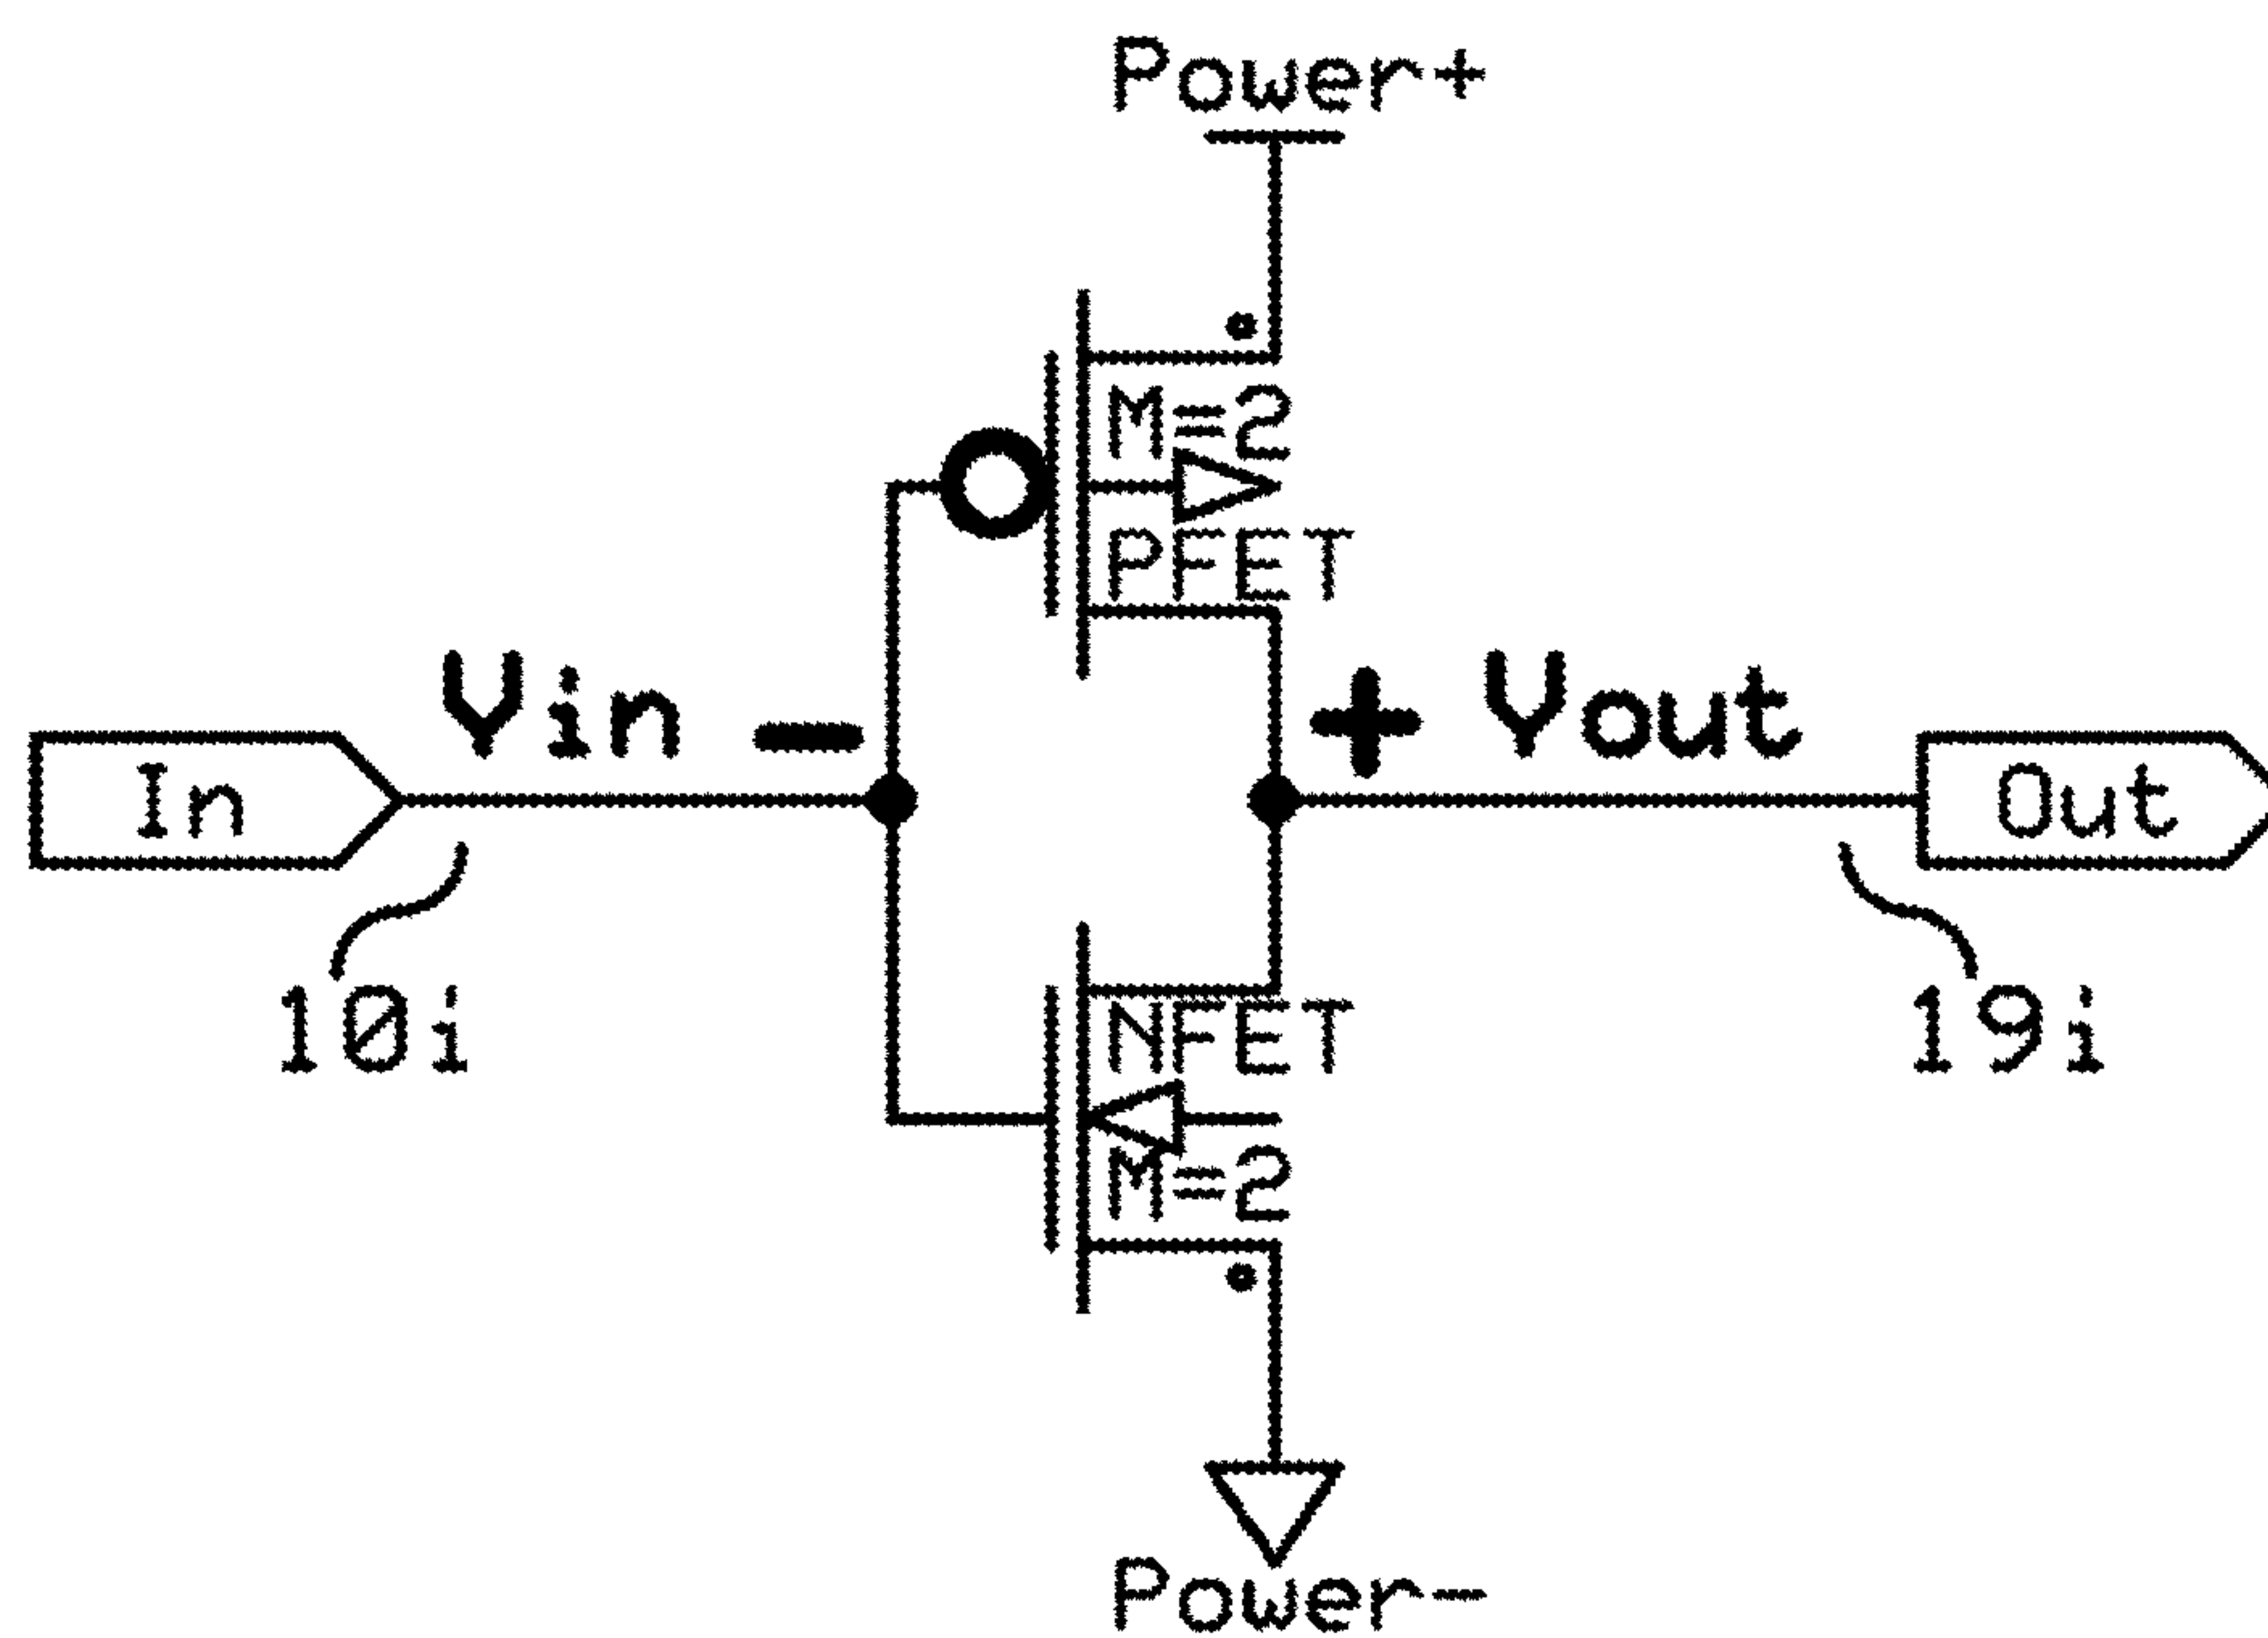 Power+
M=2
PFET
Vin - + Vout
In Out
10i 19i
NFET
M=2
Power-